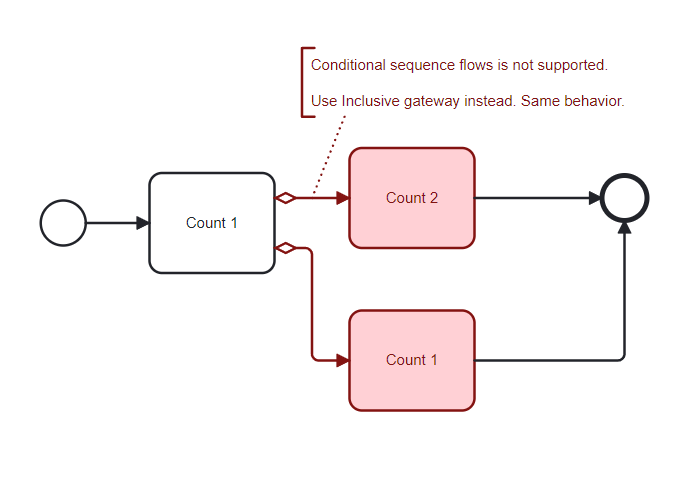 Conditional sequence flows is not supported.
Use Inclusive gateway instead. Same behavior.
Count 1
Count 2
Count 1